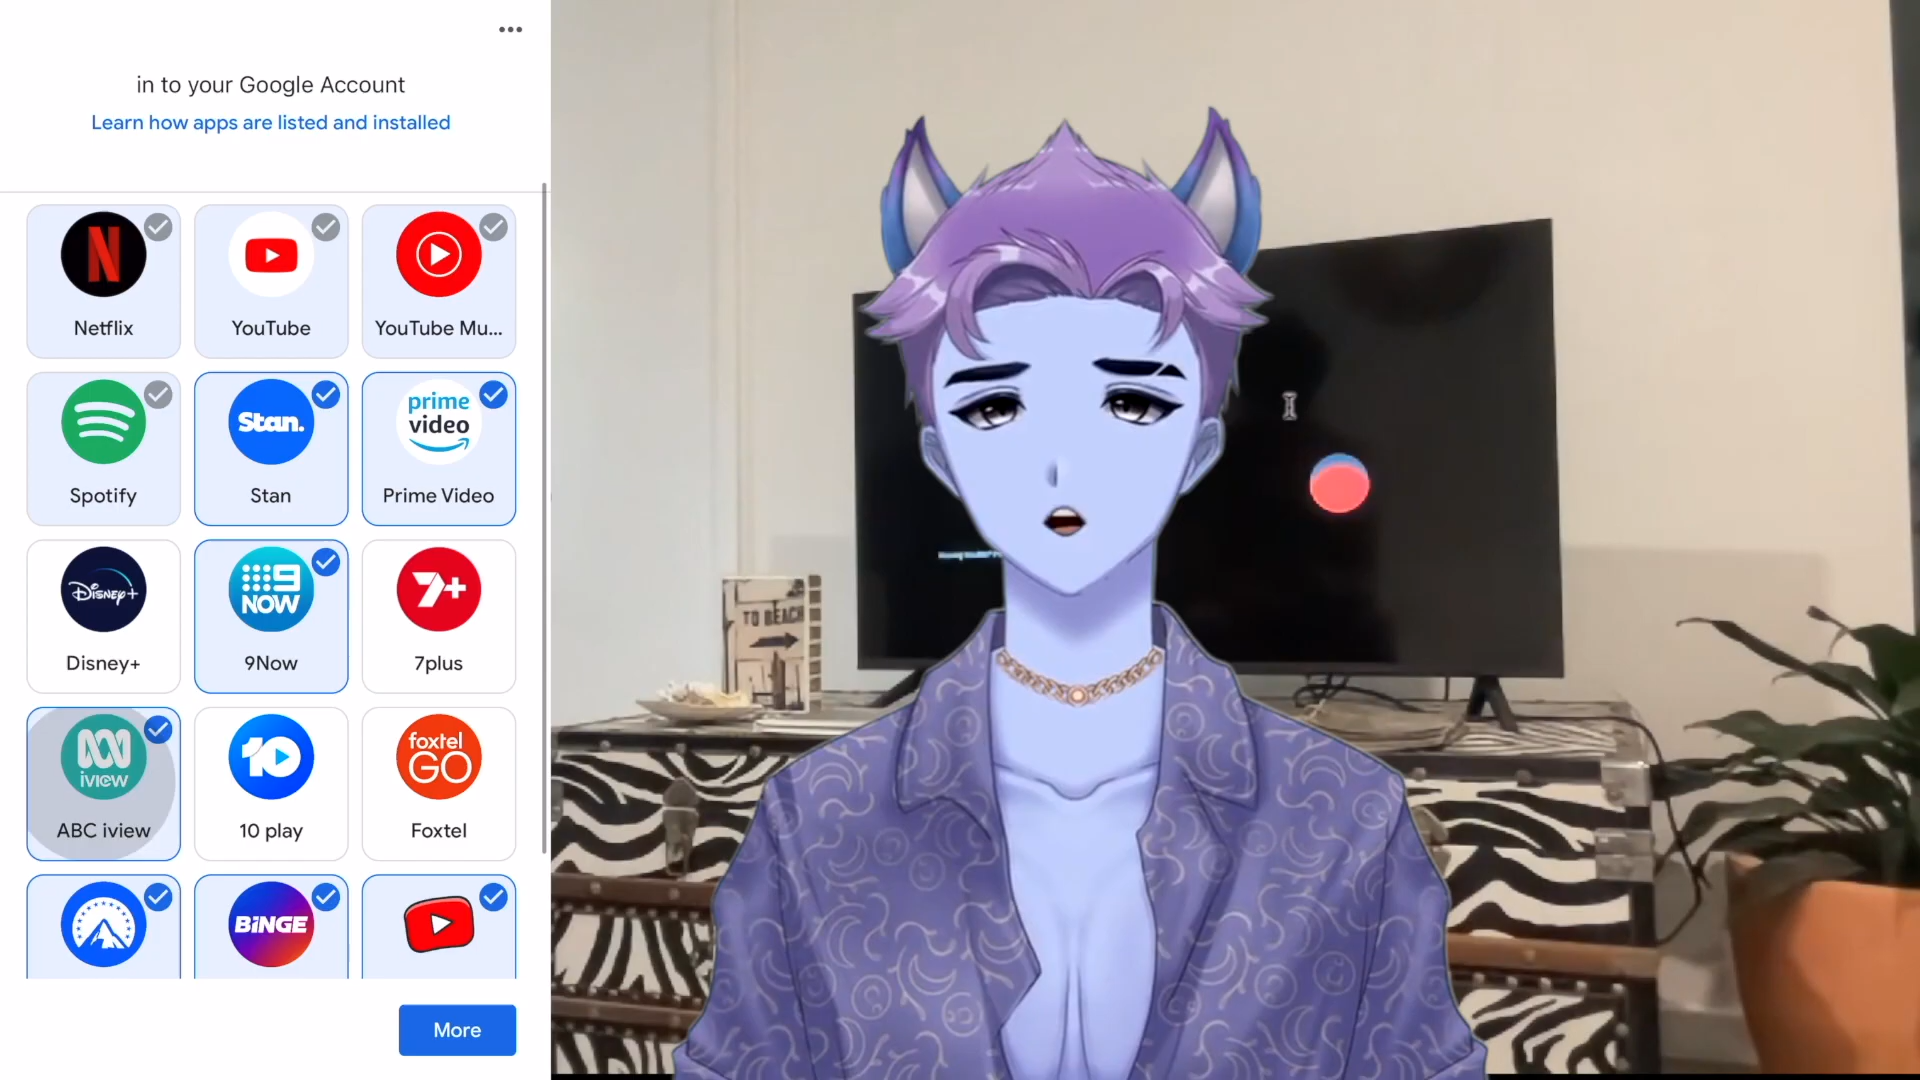 in to your Google Account
Learn how apps are listed and installed
N
Netflix
YouTube
YouTube Mu...
Spotify
Stan.
Stan
prime
video
Prime Video
Disney+
Disney+
9
NOW
9Now
7+
7plus
iview
ABC iview
10
10 play
foxtel
GO
Foxtel
BINGE
More
TO BEACH